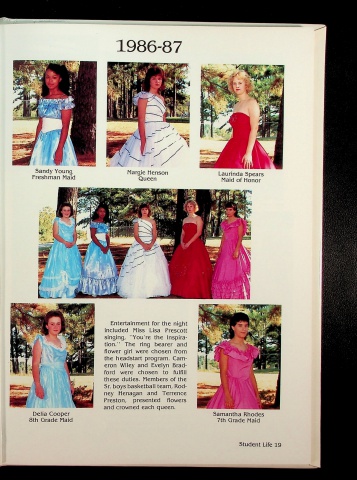 1986-87
Sandy Young
Freshman Maid
Margie Henson
Queen
Laurinda Spears
Maid of Honor
Entertainment for the night
included Miss Lisa Prescott
singing, "You're the Inspira-
tion." The ring bearer and
flower girl were chosen from
the headstart program. Cam-
eron Wiley and Evelyn Brad-
ford were chosen to fulfill
these duties. Members of the
Sr. boys basketball team, Rod-
ney Henagan and Terrence
Preston, presented flowers
and crowned each queen.
Delia Cooper
8th Grade Maid
Samantha Rhodes
7th Grade Maid
Student Life 19